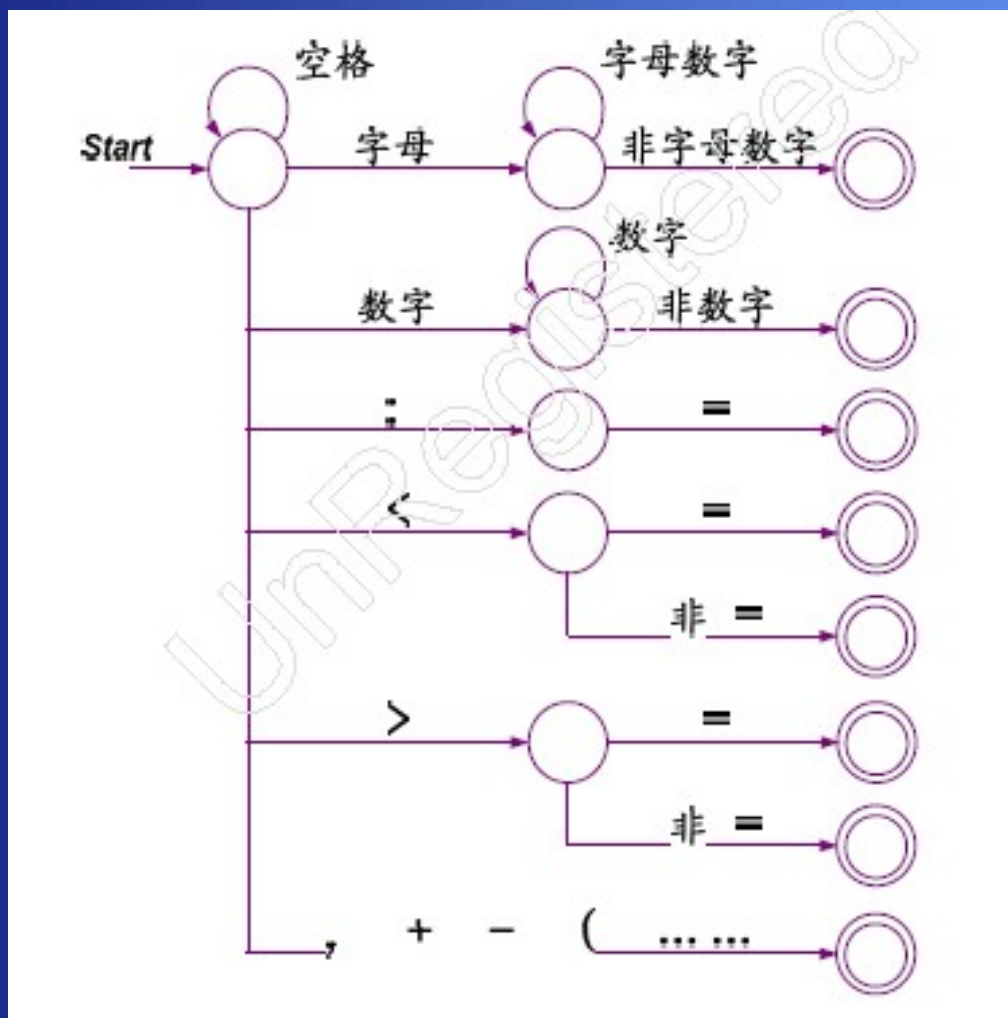 空格 字母数字
Start 字母 非字母数字
数字
数字 非数字
: =
< =
非 =
> =
非 =
, + - ( ... ...
UnRegistered